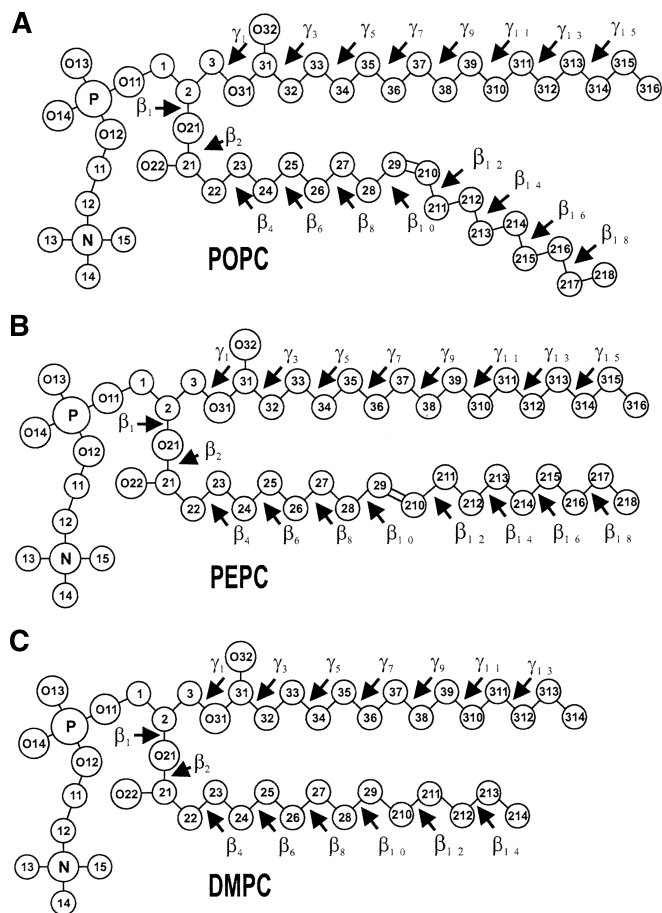 A
O32
γ₁ γ₃ γ₅ γ₇ γ₉ γ₁₁ γ₁₃ γ₁₅
O13 1 3 31 33 35 37 39 311 313 315
O11
P 2 O31 32 34 36 38 310 312 314 316
O14 β₁
O12 O21 β₂
11 O22 21 23 25 27 29 210 β₁₂
22 24 26 28 211 212 β₁₄
12 β₄ β₆ β₈ β₁₀ 213 214 β₁₆
13 N 15 215 216 β₁₈
POPC
14 217 218
B
O32
γ₁ γ₃ γ₅ γ₇ γ₉ γ₁₁ γ₁₃ γ₁₅
O13 1 3 31 33 35 37 39 311 313 315
O11
P 2 O31 32 34 36 38 310 312 314 316
O14 β₁
O12 O21 β₂
11 O22 21 23 25 27 29 211 213 215 217
22 24 26 28 210 212 214 216 218
12 β₄ β₆ β₈ β₁₀ β₁₂ β₁₄ β₁₆ β₁₈
13 N 15
PEPC
14
C
O32
γ₁ γ₃ γ₅ γ₇ γ₉ γ₁₁ γ₁₃
O13 1 3 31 33 35 37 39 311 313
O11
P 2 O31 32 34 36 38 310 312 314
O14 β₁
O12 O21 β₂
11 O22 21 23 25 27 29 211 213
22 24 26 28 210 212 214
12 β₄ β₆ β₈ β₁₀ β₁₂ β₁₄
13 N 15
DMPC
14